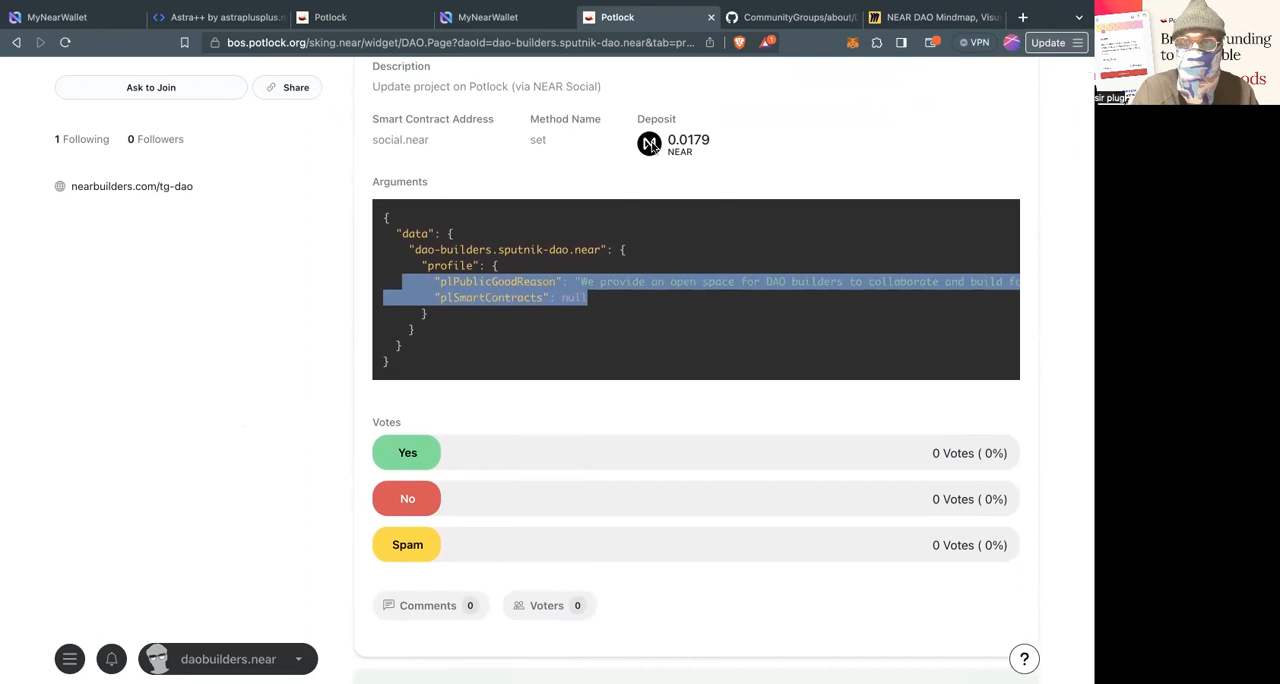 MyNearWallet
Astra++ by astraplusplus.n
Potlock
MyNearWallet
Potlock
CommunityGroups/about/
NEAR DAO Mindmap, Visu
bos.potlock.org/sking.near/widget/DAO.Page?daoId=dao-builders.sputnik-dao.near&tab=pr...
1
VPN
Update
sir plug
Ask to Join
Share
1 Following
0 Followers
nearbuilders.com/tg-dao
Description
Update project on Potlock (via NEAR Social)
Smart Contract Address
Method Name
Deposit
social.near
set
0.0179
NEAR
Arguments
{
"data": {
"dao-builders.sputnik-dao.near": {
"profile": {
"plPublicGoodReason": "We provide an open space for DAO builders to collaborate and build fo
"plSmartContracts": null
}
}
}
}
Votes
Yes
0 Votes ( 0%)
No
0 Votes ( 0%)
Spam
0 Votes ( 0%)
Comments 0
Voters 0
daobuilders.near
?